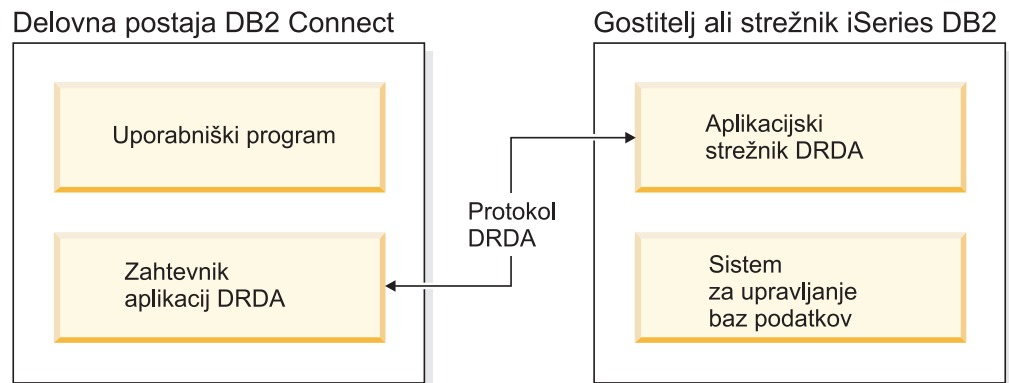 Delovna postaja DB2 Connect
Uporabniški program
Zahtevnik
aplikacij DRDA
Protokol
DRDA
Gostitelj ali strežnik iSeries DB2
Aplikacijski
strežnik DRDA
Sistem
za upravljanje
baz podatkov